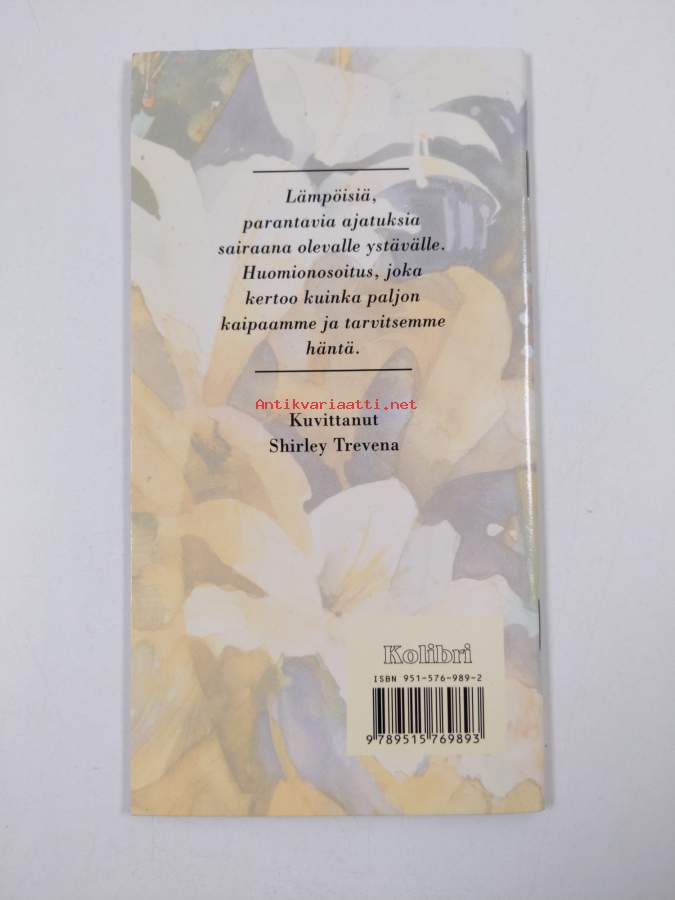 Lämpöisiä,
parantavia ajatuksia
sairaana olevalle ystävälle.
Huomionosoitus, joka
kertoo kuinka paljon
kaipaamme ja tarvitsemme
häntä.
Antikvariaatti.net
Kuvittanut
Shirley Trevena
Kolibri
ISBN 951-576-989-2
9 789515 769893